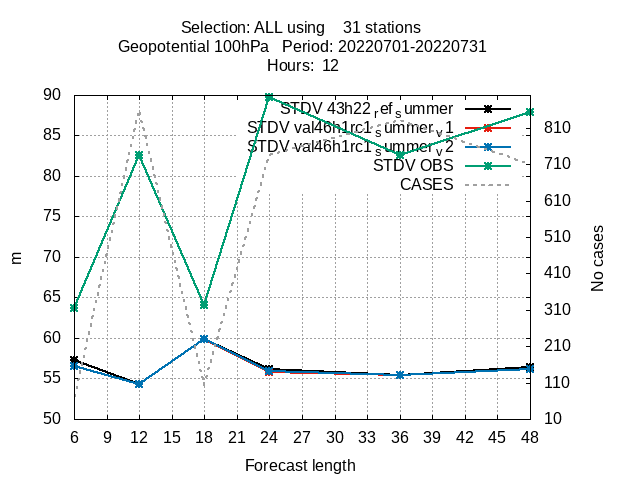 Selection: ALL using 31 stations
Geopotential 100hPa Period: 20220701-20220731
Hours: 12
90
85
80
75
70
65
60
55
50
m
STDV 43h22_ref_summer
STDV val46h1rc1_summer_v1
STDV val46h1rc1_summer_v2
STDV OBS
CASES
810
710
610
510
410
310
210
110
10
No cases
6 9 12 15 18 21 24 27 30 33 36 39 42 45 48
Forecast length